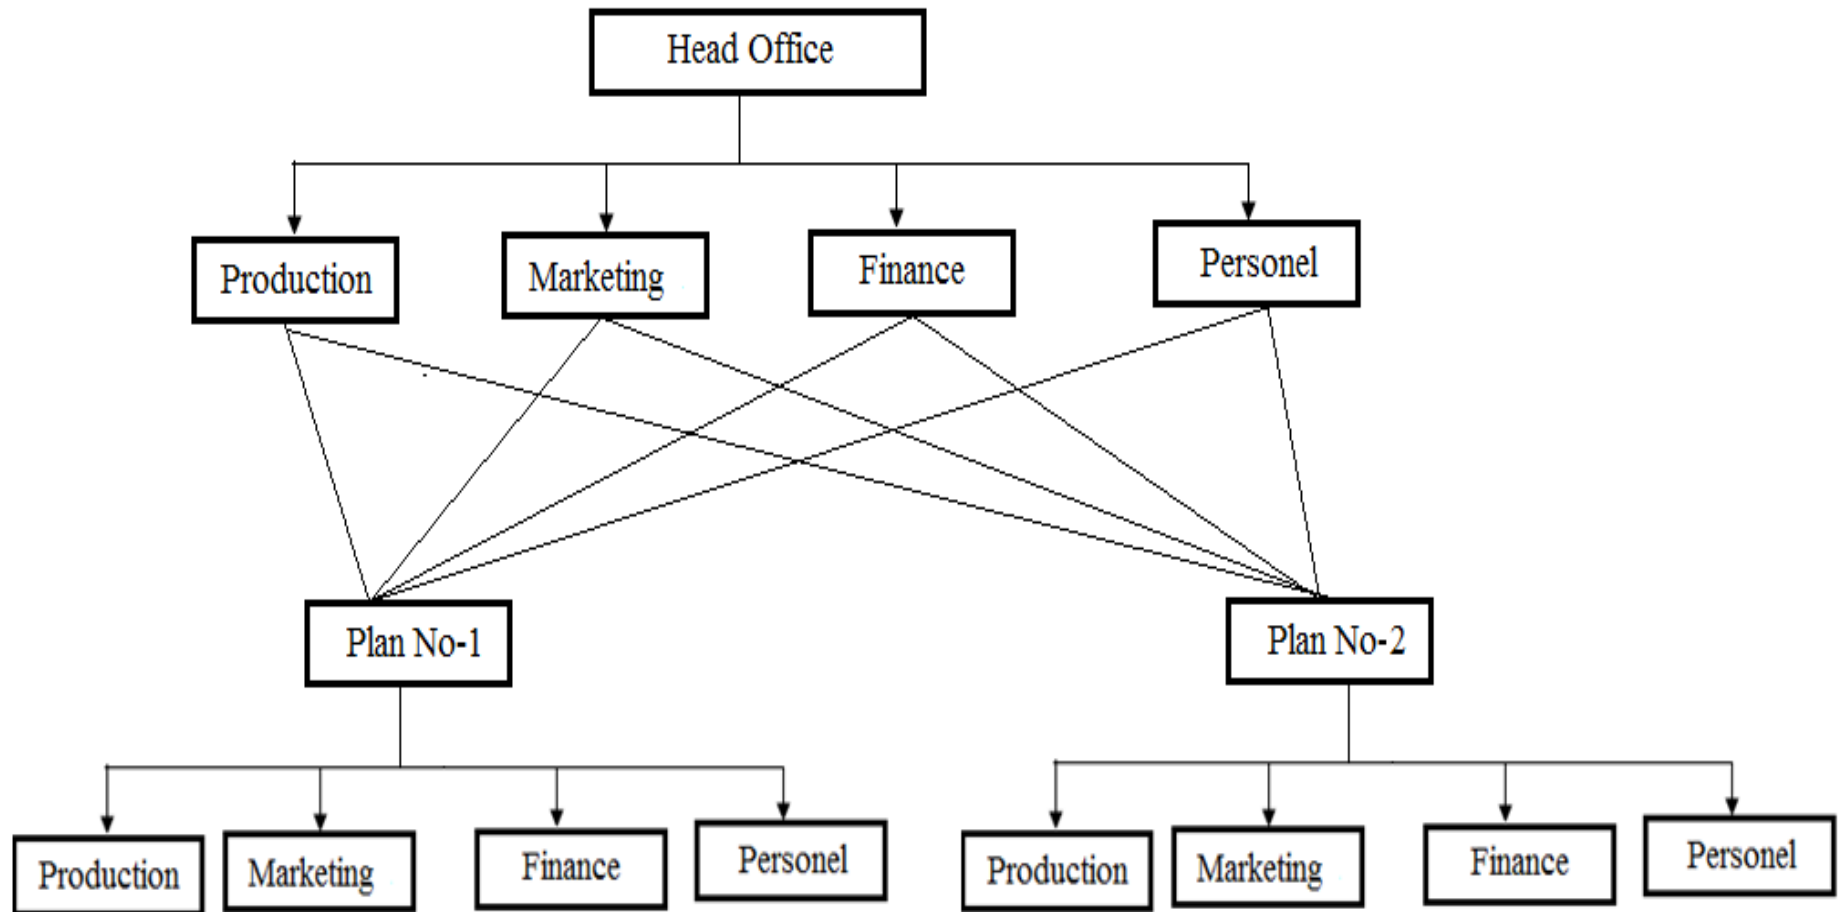 Head Office
Production
Marketing
Finance
Personel
Plan No-1
Plan No-2
Production
Marketing
Finance
Personel
Production
Marketing
Finance
Personel